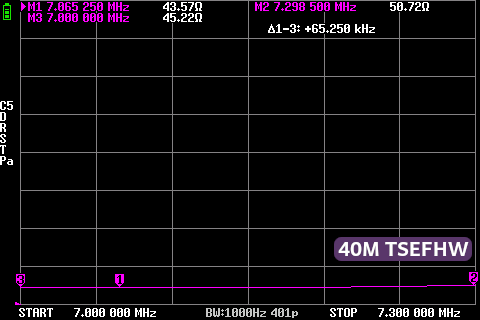 ▶M1 7.065 250 MHz 43.57Ω M2 7.298 500 MHz 50.72Ω
M3 7.000 000 MHz 45.22Ω
Δ1-3: +65.250 kHz
C5
D
R
S
T
Pa
40M TSEFHW
3 1 2
START 7.000 000 MHz BW:1000Hz 401p STOP 7.300 000 MHz